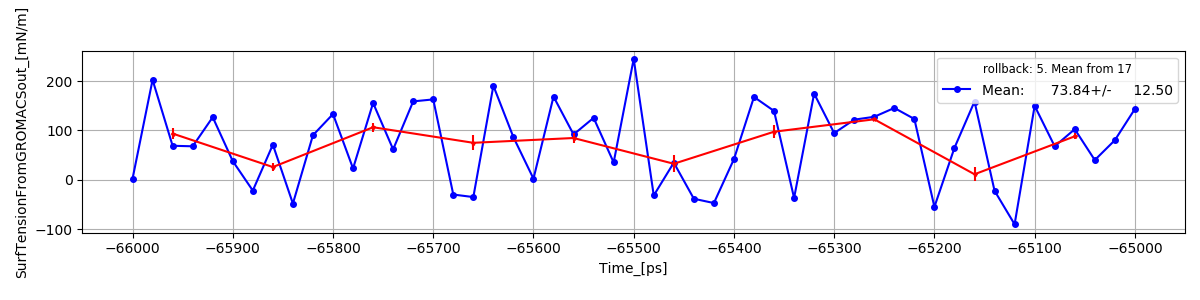 SurfTensionFromGROMACSout_[mN/m]
200
100
0
−100
rollback: 5. Mean from 17
Mean: 73.84+/- 12.50
−66000 −65900 −65800 −65700 −65600 −65500 −65400 −65300 −65200 −65100 −65000
Time_[ps]